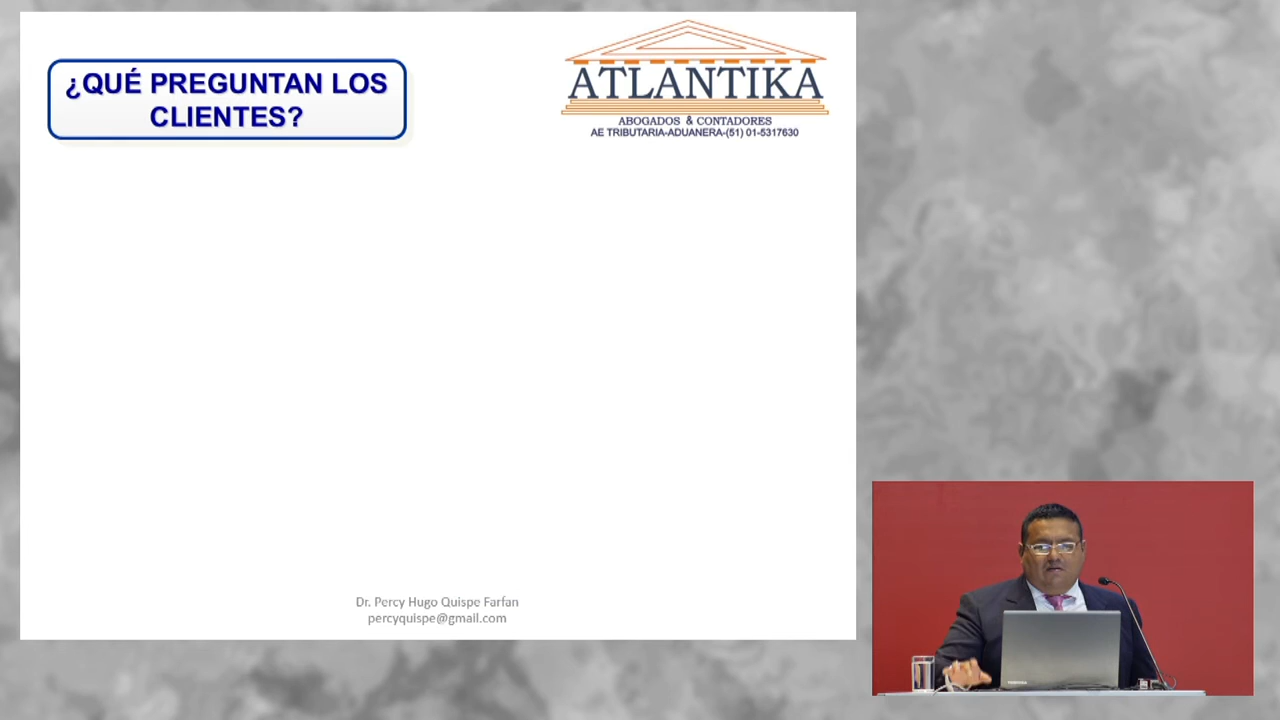 ¿QUÉ PREGUNTAN LOS
CLIENTES?
ATLANTIKA
ABOGADOS & CONTADORES
AE TRIBUTARIA-ADUANERA-(51) 01-5317630
Dr. Percy Hugo Quispe Farfan
percyquispe@gmail.com